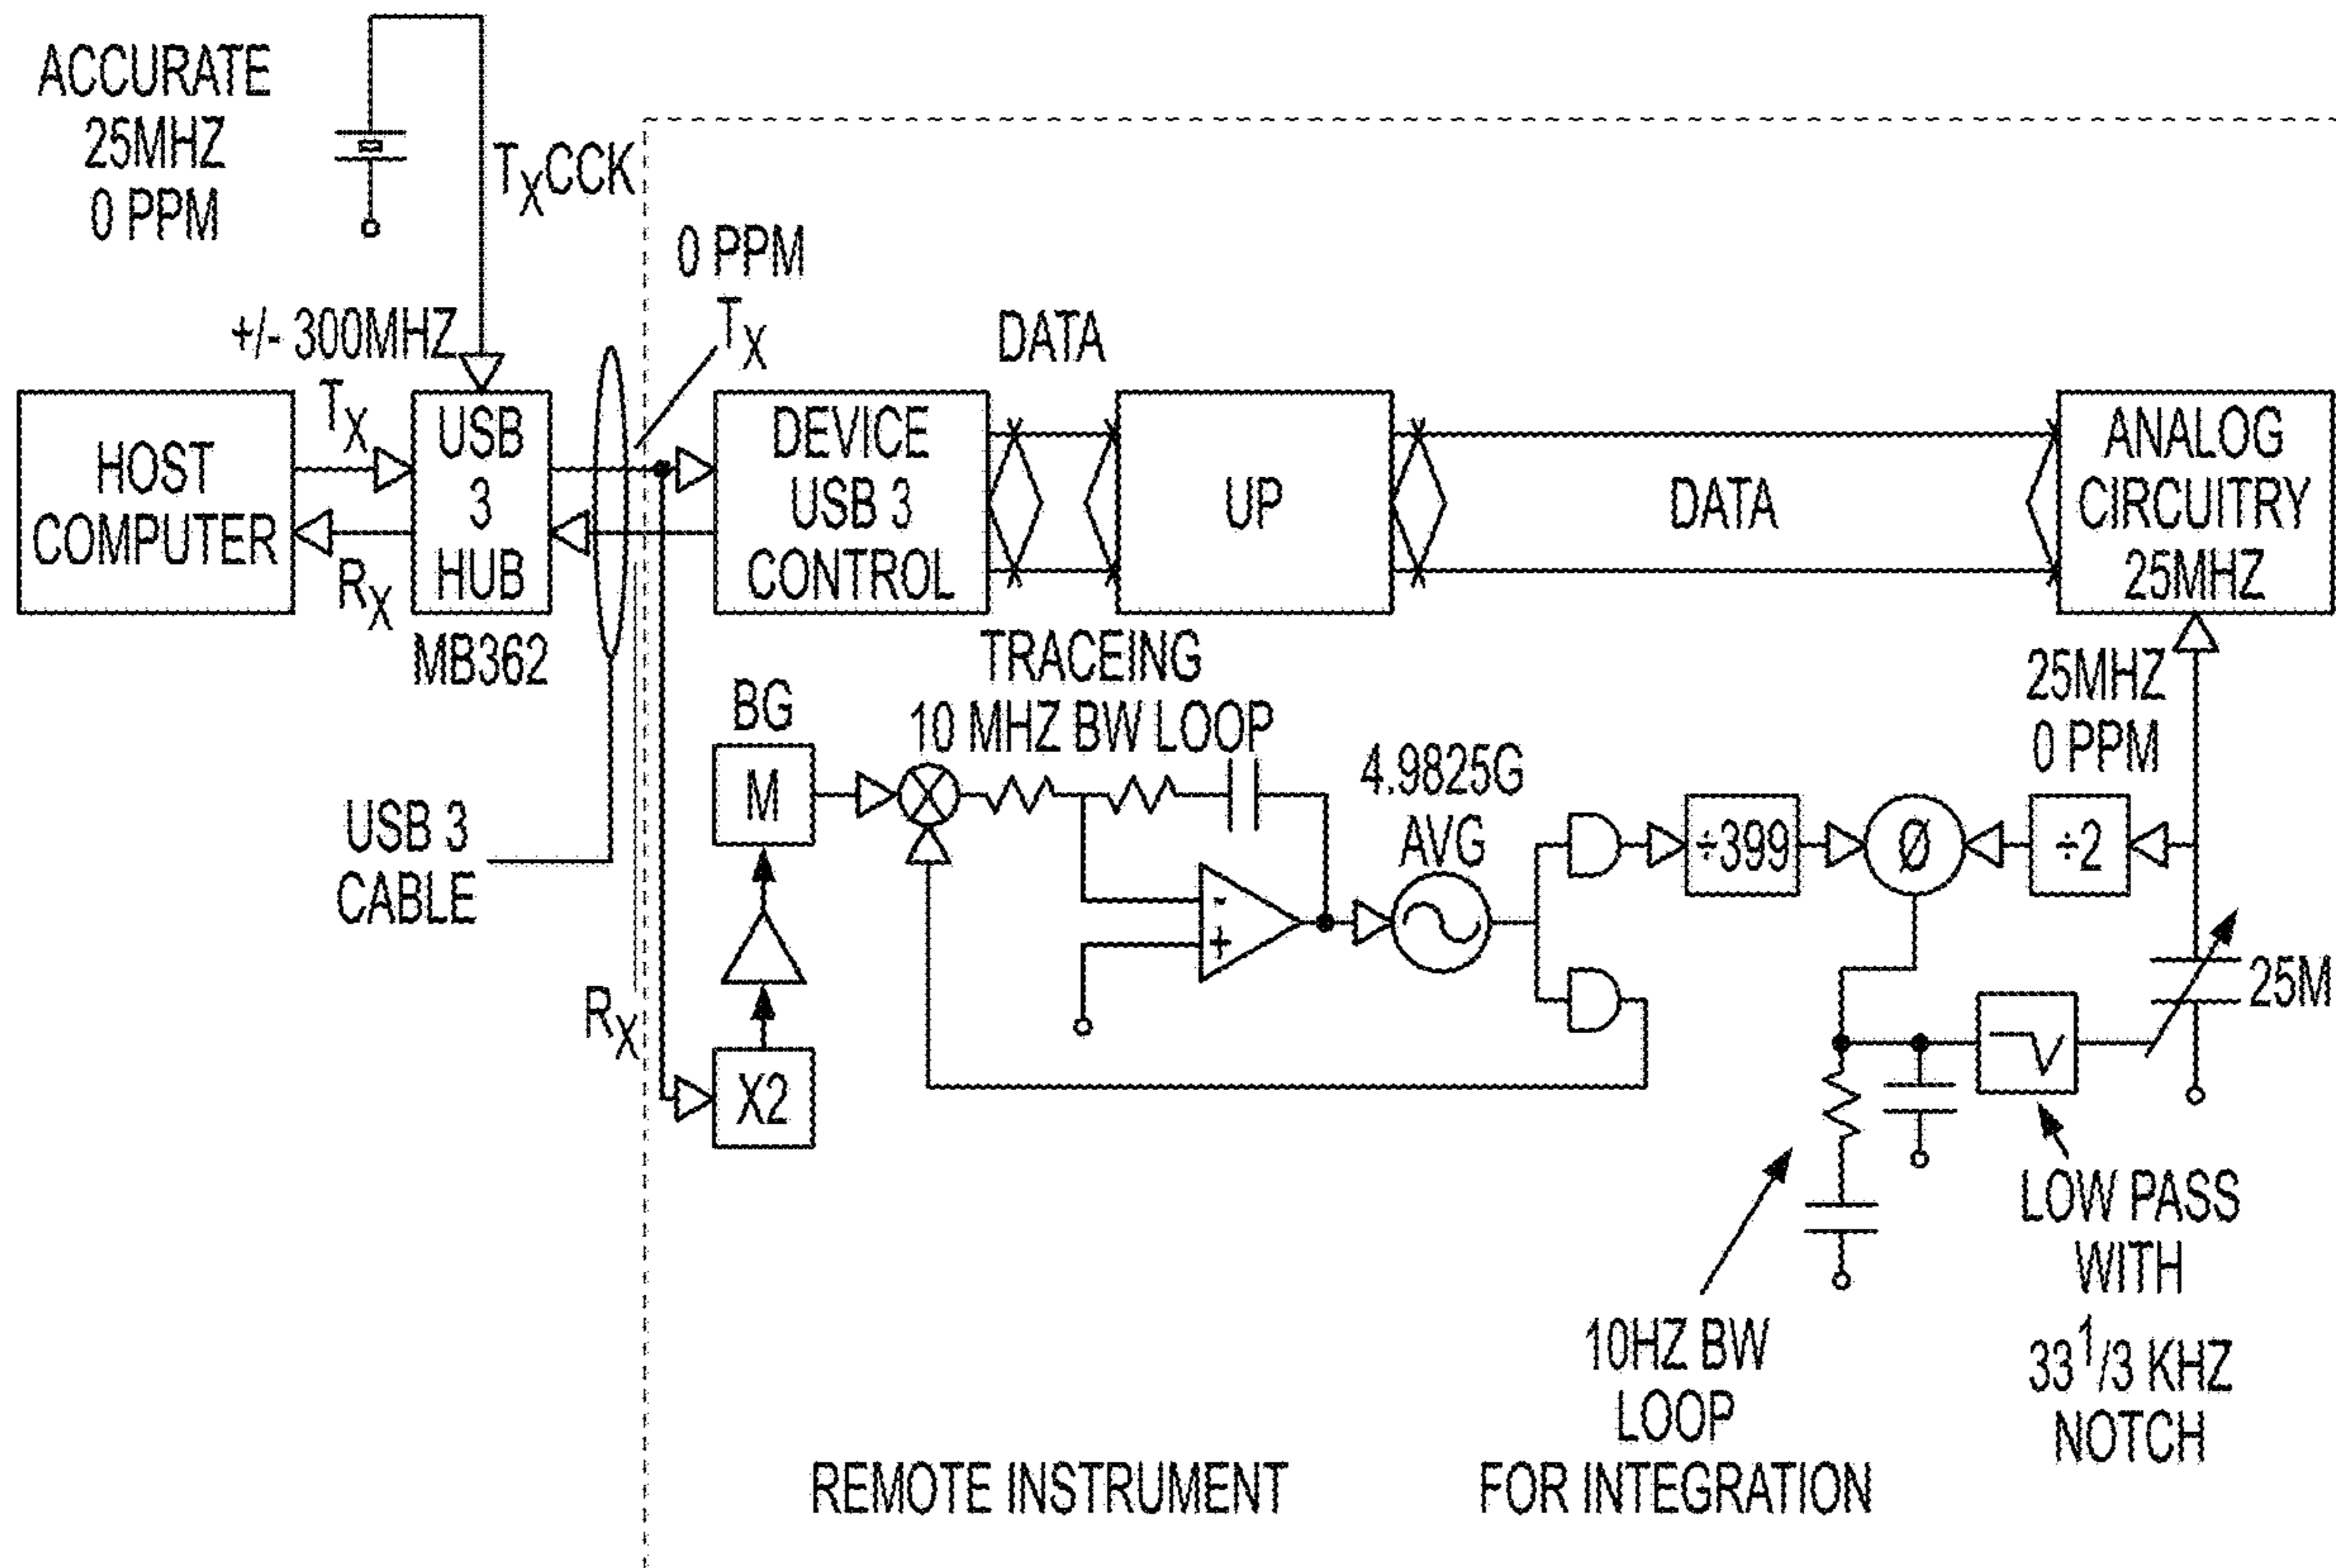 ACCURATE
25MHZ
0 PPM
TXCCK
0 PPM
TX
+/- 300MHZ
TX
DATA
HOST
COMPUTER
USB
3
HUB
DEVICE
USB 3
CONTROL
UP
DATA
ANALOG
CIRCUITRY
25MHZ
RX
MB362
TRACEING
10 MHZ BW LOOP
25MHZ
0 PPM
BG
M
4.9825G
AVG
USB 3
CABLE
÷399
Ø
÷2
-
+
25M
RX
X2
LOW PASS
WITH
33 1/3 KHZ
NOTCH
10HZ BW
LOOP
FOR INTEGRATION
REMOTE INSTRUMENT